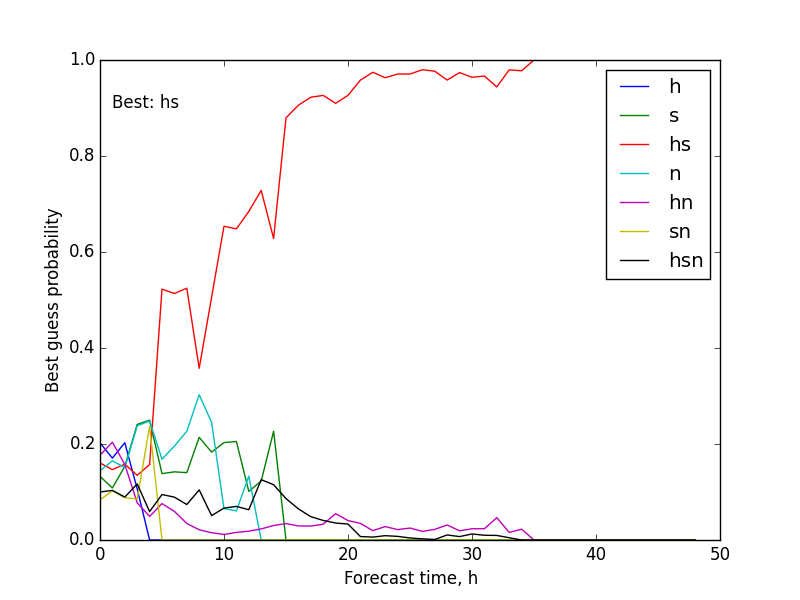 1.0
0.8
0.6
0.4
0.2
0.0
0
10
20
30
40
50
Best guess probability
Forecast time, h
Best: hs
h
s
hs
n
hn
sn
hsn